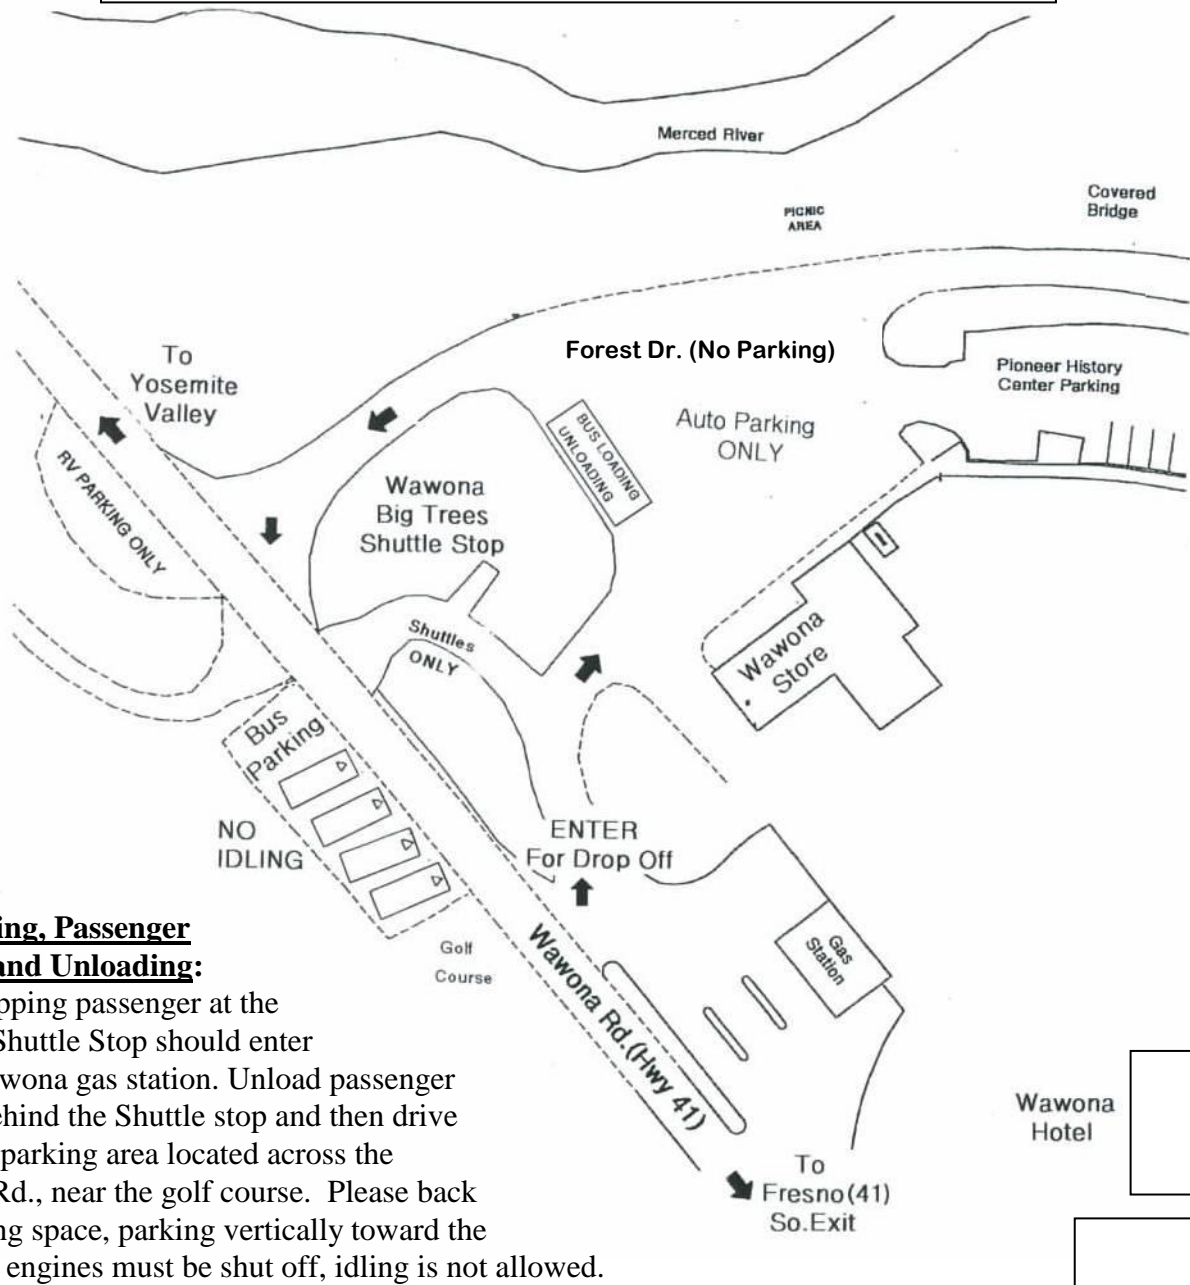 Merced River
PICNIC
AREA
Covered
Bridge
Forest Dr. (No Parking)
To
Yosemite
Valley
Pioneer History
Center Parking
Auto Parking
ONLY
BUS LOADING
UNLOADING
RV PARKING ONLY
Wawona
Big Trees
Shuttle Stop
Shuttles
ONLY
Wawona
Store
Bus
Parking
NO
IDLING
ENTER
For Drop Off
Golf
Course
Wawona Rd.(Hwy 41)
Gas
Station
Wawona
Hotel
To
Fresno(41)
So.Exit
ing, Passenger
and Unloading:
pping passenger at the
Shuttle Stop should enter
wona gas station. Unload passenger
ehind the Shuttle stop and then drive
parking area located across the
Rd., near the golf course. Please back
ng space, parking vertically toward the
engines must be shut off, idling is not allowed.